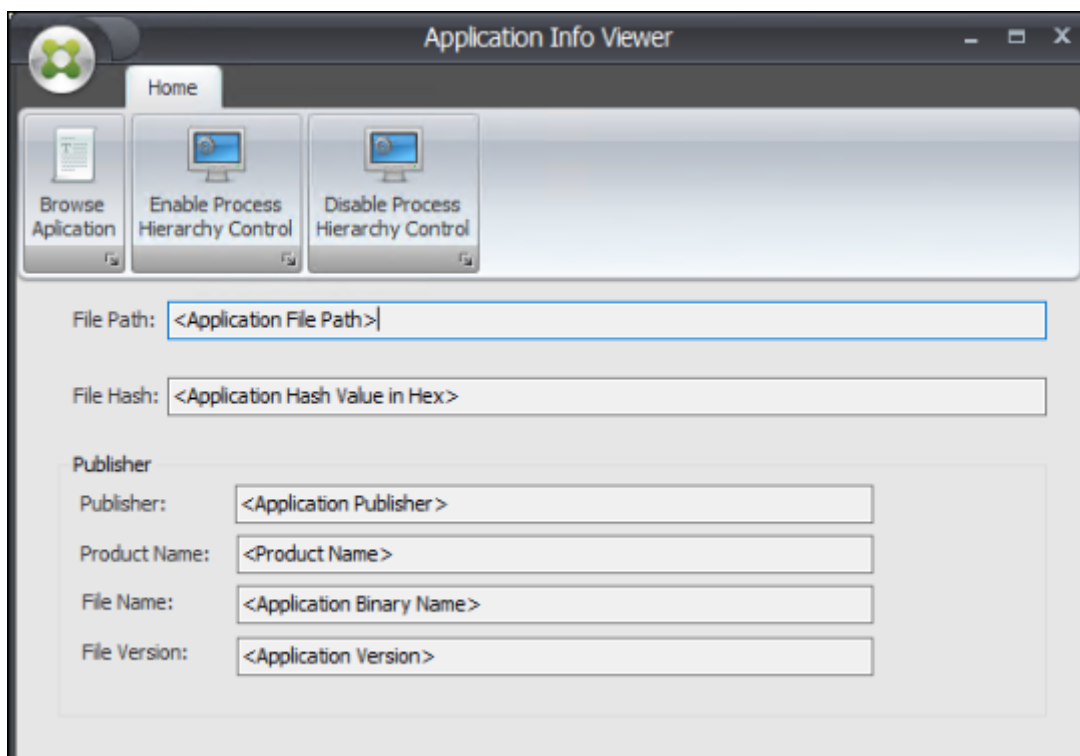 Application Info Viewer
Home
Browse
Aplication
Enable Process
Hierarchy Control
Disable Process
Hierarchy Control
File Path: <Application File Path>
File Hash: <Application Hash Value in Hex>
Publisher
Publisher: <Application Publisher>
Product Name: <Product Name>
File Name: <Application Binary Name>
File Version: <Application Version>